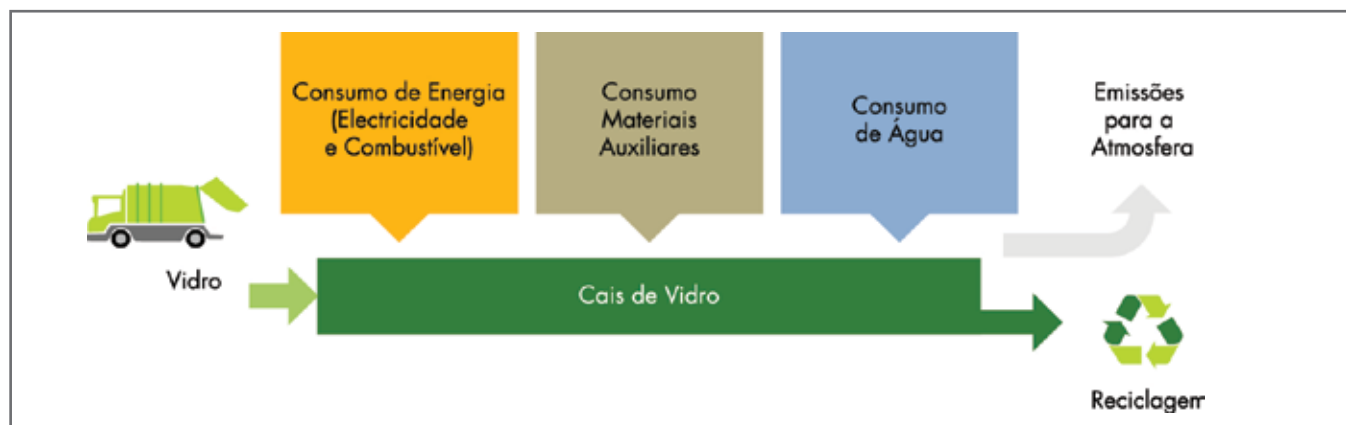 Consumo de Energia
(Electricidade
e Combustível)
Consumo
Materiais
Auxiliares
Consumo
de Água
Emissões
para a
Atmosfera
Vidro
Cais de Vidro
Reciclagem